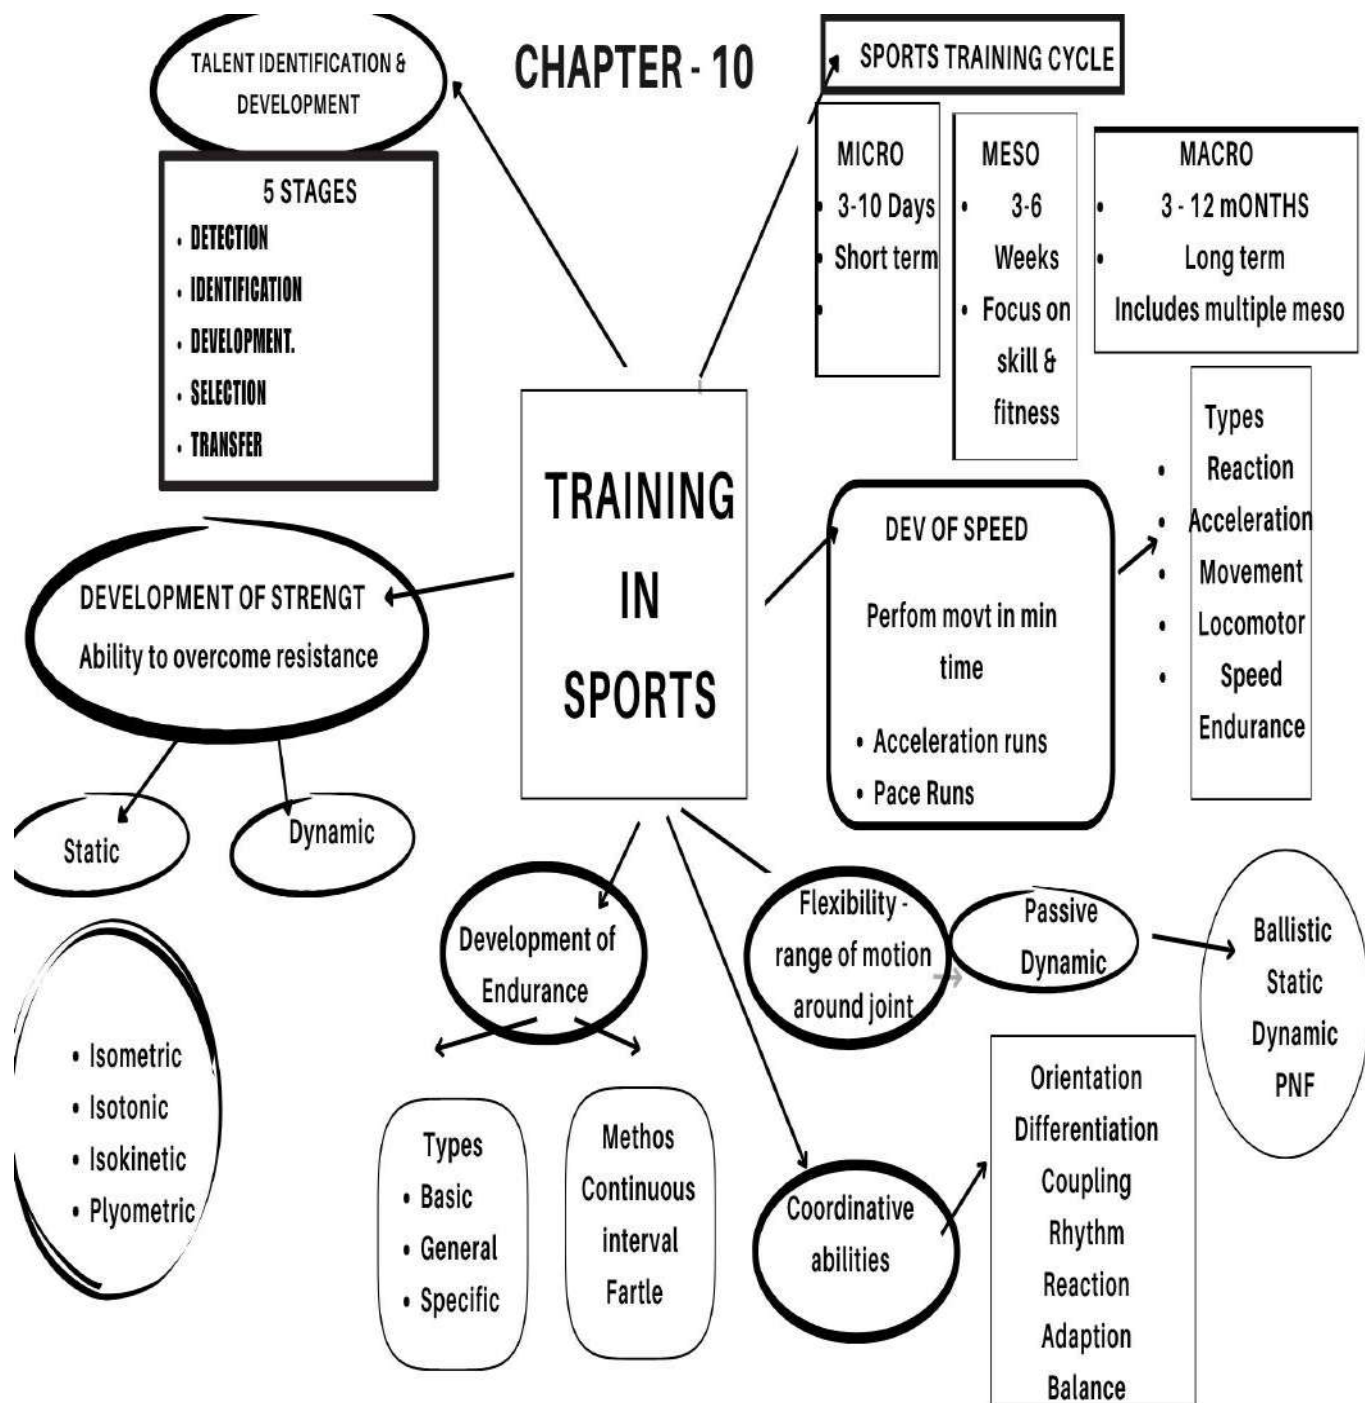 CHAPTER - 10
TALENT IDENTIFICATION &
DEVELOPMENT
5 STAGES
• DETECTION
• IDENTIFICATION
• DEVELOPMENT.
• SELECTION
• TRANSFER
SPORTS TRAINING CYCLE
MICRO
• 3-10 Days
• Short term
•
MESO
• 3-6
Weeks
• Focus on
skill &
fitness
MACRO
• 3 - 12 mONTHS
• Long term
Includes multiple meso
TRAINING
IN
SPORTS
DEV OF SPEED
Perfom movt in min
time
• Acceleration runs
• Pace Runs
Types
• Reaction
• Acceleration
• Movement
• Locomotor
• Speed
Endurance
DEVELOPMENT OF STRENGT
Ability to overcome resistance
Static
Dynamic
• Isometric
• Isotonic
• Isokinetic
• Plyometric
Development of
Endurance
Types
• Basic
• General
• Specific
Methos
Continuous
interval
Fartle
Flexibility -
range of motion
around joint
Passive
Dynamic
Ballistic
Static
Dynamic
PNF
Coordinative
abilities
Orientation
Differentiation
Coupling
Rhythm
Reaction
Adaption
Balance